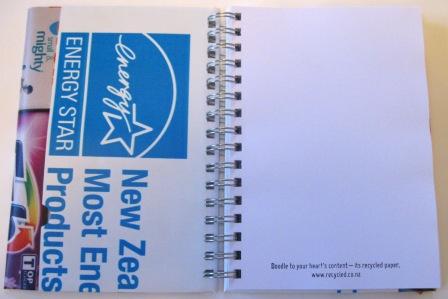 small &
mighty
energy
ENERGY STAR
New Zea
Most Ene
Products
TOP
Doodle to your heart's content – its recycled paper.
www.recycled.co.nz